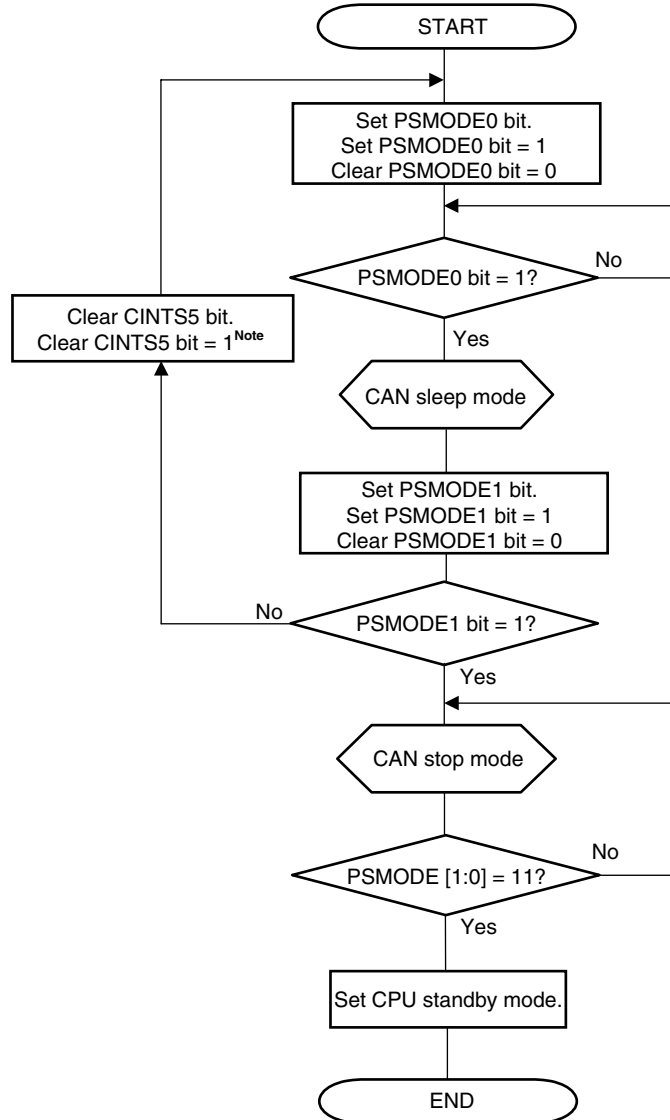 START
Set PSMODE0 bit.
Set PSMODE0 bit = 1
Clear PSMODE0 bit = 0
PSMODE0 bit = 1?
No
Clear CINTS5 bit.
Clear CINTS5 bit = 1Note
Yes
CAN sleep mode
Set PSMODE1 bit.
Set PSMODE1 bit = 1
Clear PSMODE1 bit = 0
No
PSMODE1 bit = 1?
Yes
CAN stop mode
No
PSMODE [1:0] = 11?
Yes
Set CPU standby mode.
END